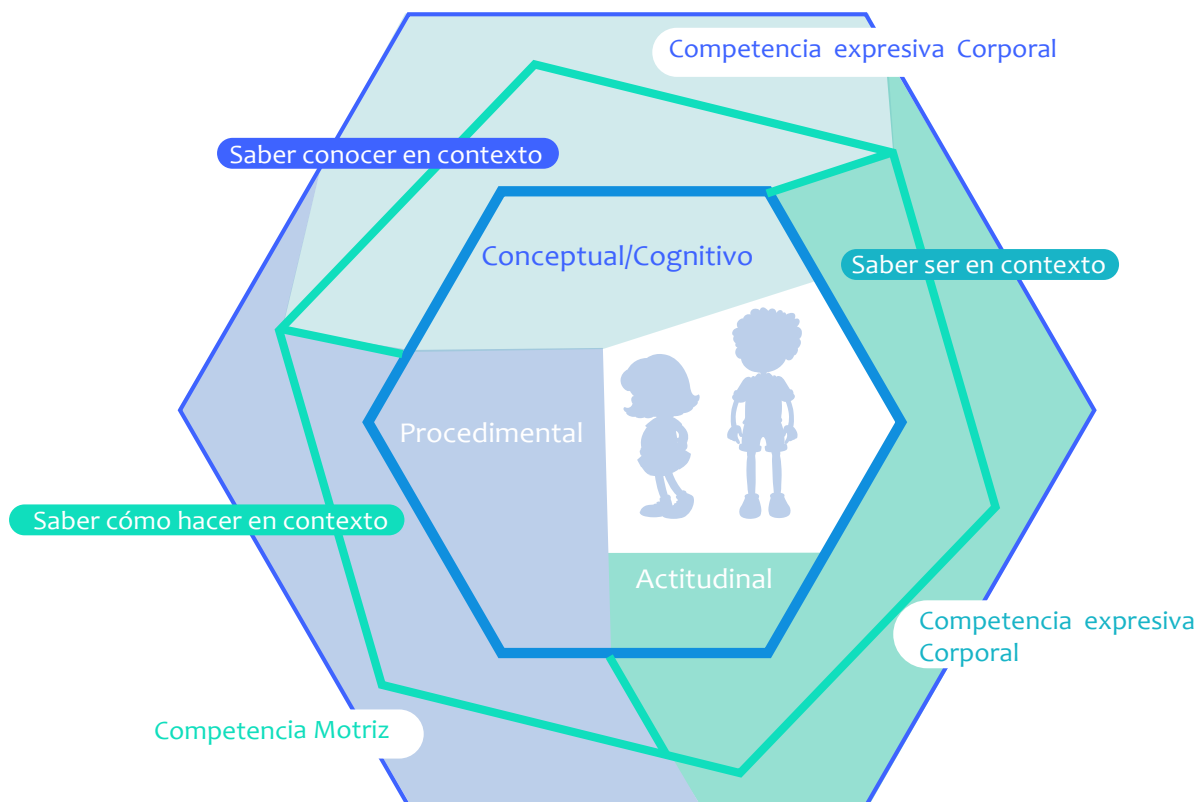 Competencia expresiva Corporal
Saber conocer en contexto
Conceptual/Cognitivo
Saber ser en contexto
Procedimental
Saber cómo hacer en contexto
Actitudinal
Competencia expresiva
Corporal
Competencia Motriz